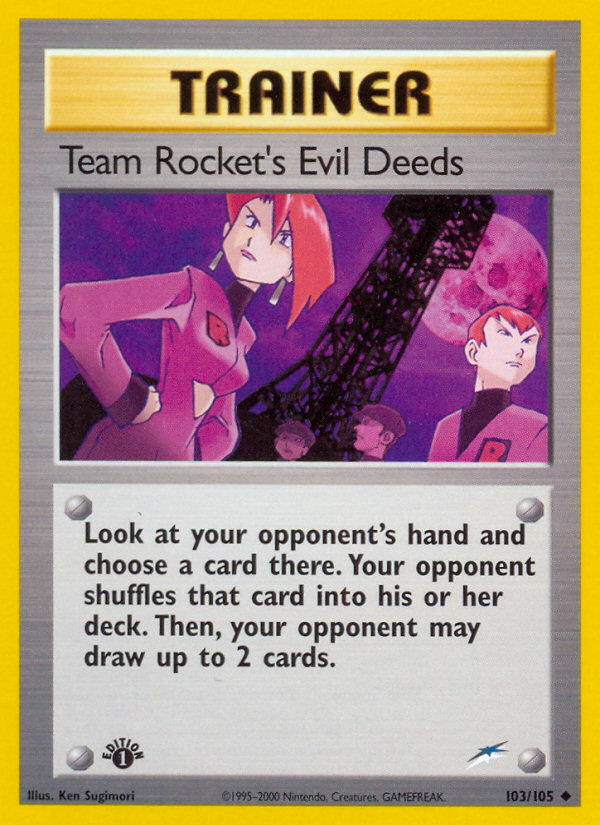 TRAINER
Team Rocket's Evil Deeds
R
R
Look at your opponent's hand and
choose a card there. Your opponent
shuffles that card into his or her
deck. Then, your opponent may
draw up to 2 cards.
EDITION
1
Illus. Ken Sugimori
©1995-2000 Nintendo, Creatures, GAMEFREAK.
103/105 ◆